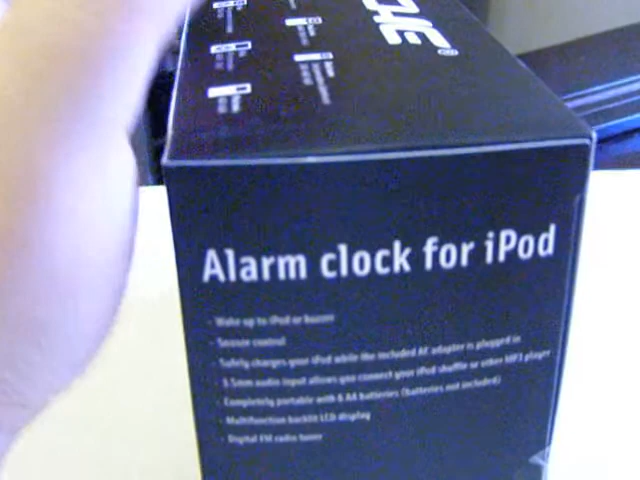 Alarm clock for iPod
· Wake up to iPod or buzzer
· Snooze control
· Safely charges your iPod while the included AC adapter is plugged in
· 3.5mm audio input allows you connect your iPod shuffle or other MP3 player
· Completely portable with 6 AA batteries (batteries not included)
· Multifunction backlit LCD display
· Digital FM radio tuner